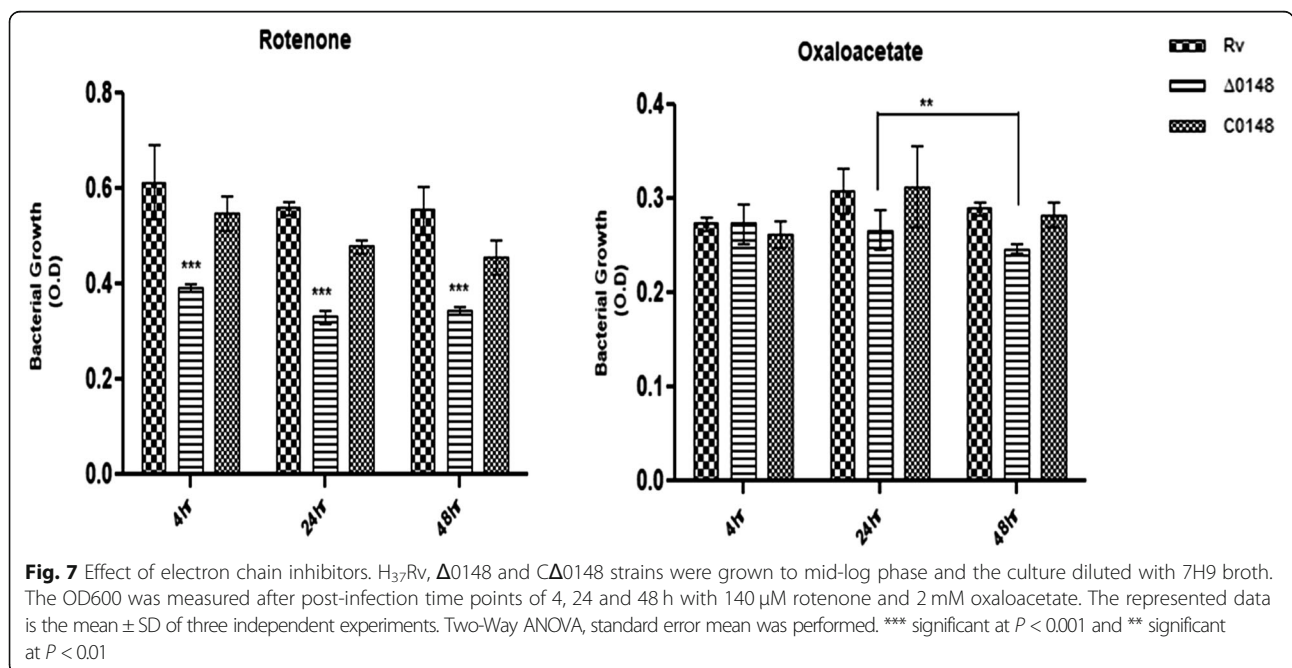 Rotenone
Bacterial Growth
(O.D)
0.8
0.6
0.4
0.2
0.0
***
***
***
4hr
24hr
48hr
Oxaloacetate
Bacterial Growth
(O.D)
0.4
0.3
0.2
0.1
0.0
**
4hr
24hr
48hr
Rv
Δ0148
C0148
Fig. 7 Effect of electron chain inhibitors. H₃₇Rv, Δ0148 and CΔ0148 strains were grown to mid-log phase and the culture diluted with 7H9 broth.
The OD600 was measured after post-infection time points of 4, 24 and 48 h with 140 μM rotenone and 2 mM oxaloacetate. The represented data
is the mean ± SD of three independent experiments. Two-Way ANOVA, standard error mean was performed. *** significant at P < 0.001 and ** significant
at P < 0.01